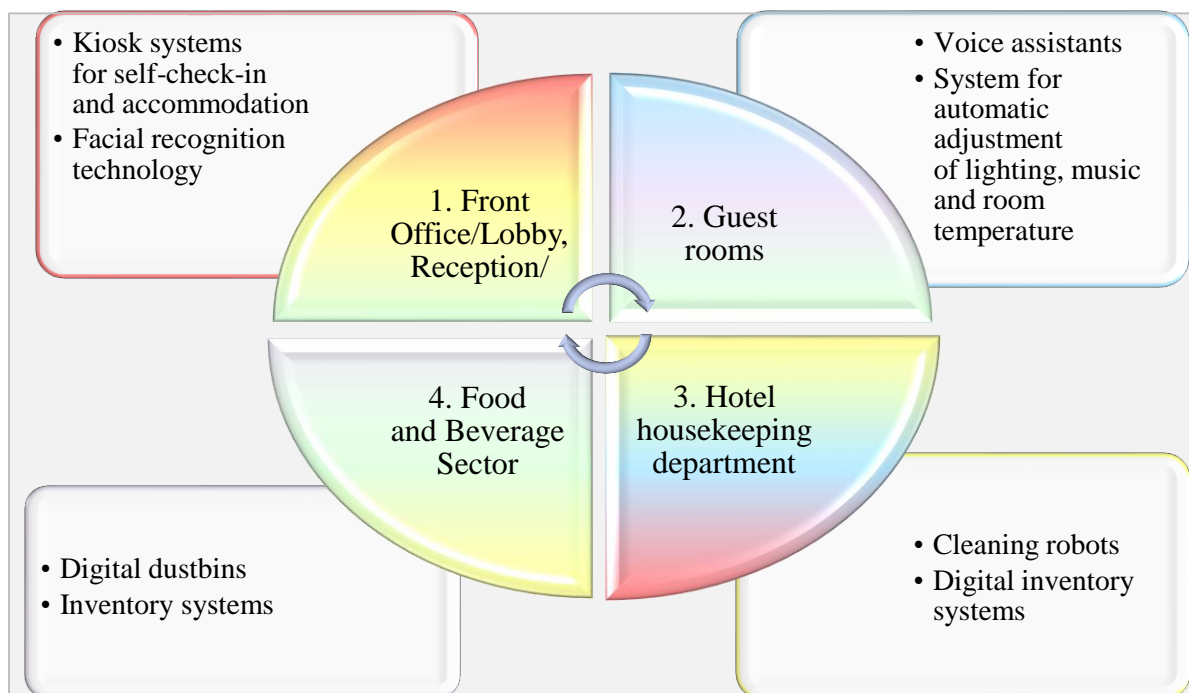 • Kiosk systems
for self-check-in
and accommodation
• Facial recognition
technology
• Voice assistants
• System for
automatic
adjustment
of lighting, music
and room
temperature
1. Front
Office/Lobby,
Reception/
2. Guest
rooms
4. Food
and Beverage
Sector
3. Hotel
housekeeping
department
• Digital dustbins
• Inventory systems
• Cleaning robots
• Digital inventory
systems